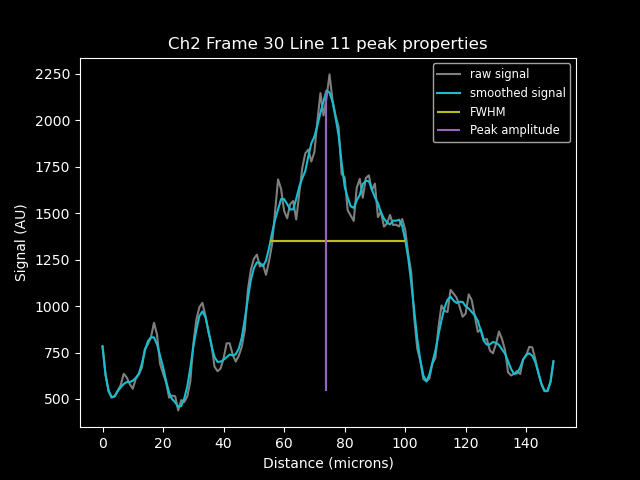 Ch2 Frame 30 Line 11 peak properties
raw signal
smoothed signal
FWHM
Peak amplitude
Signal (AU)
2250
2000
1750
1500
1250
1000
750
500
0 20 40 60 80 100 120 140
Distance (microns)